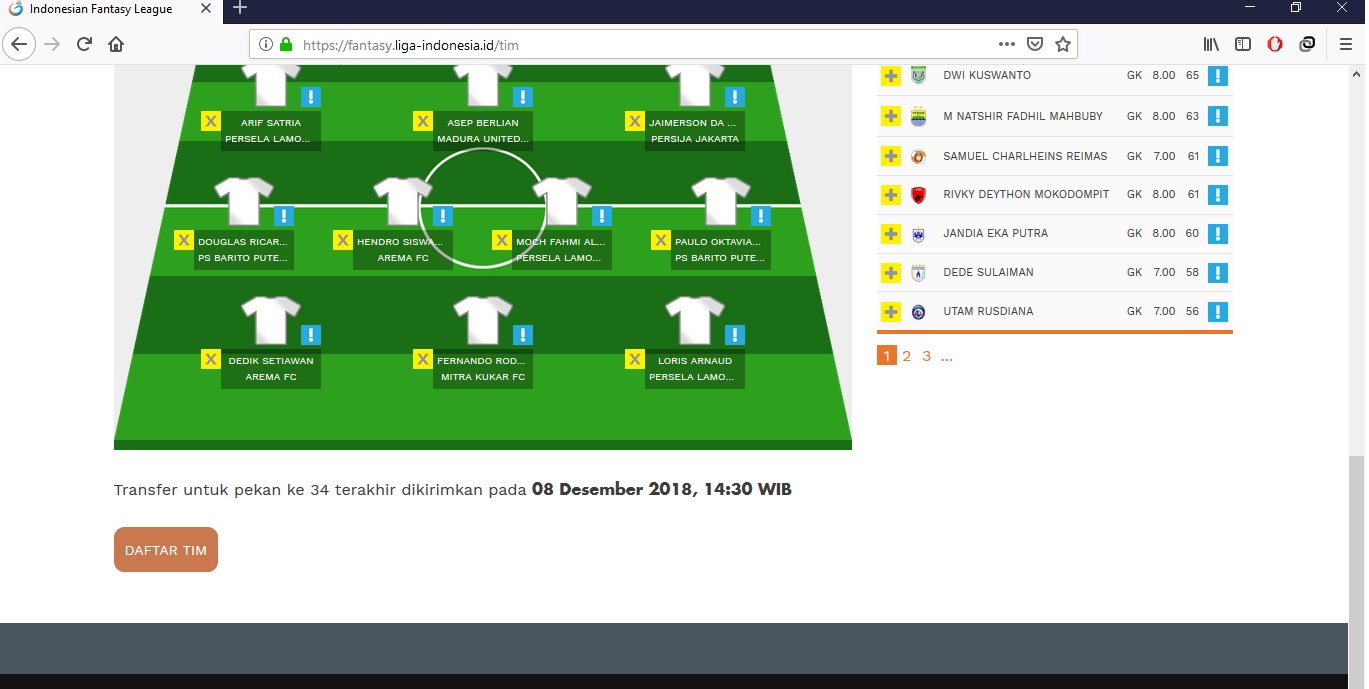 Indonesian Fantasy League
https://fantasy.liga-indonesia.id/tim
ARIF SATRIA
PERSELA LAMO...
ASEP BERLIAN
MADURA UNITED...
JAIMERSON DA ...
PERSIJA JAKARTA
DOUGLAS RICAR...
PS BARITO PUTE...
HENDRO SISWA...
AREMA FC
MOCH FAHMI AL...
PERSELA LAMO...
PAULO OKTAVIA...
PS BARITO PUTE...
DEDIK SETIAWAN
AREMA FC
FERNANDO ROD...
MITRA KUKAR FC
LORIS ARNAUD
PERSELA LAMO...
DWI KUSWANTO GK 8.00 65
M NATSHIR FADHIL MAHBUBY GK 8.00 63
SAMUEL CHARLHEINS REIMAS GK 7.00 61
RIVKY DEYTHON MOKODOMPIT GK 8.00 61
JANDIA EKA PUTRA GK 8.00 60
DEDE SULAIMAN GK 7.00 58
UTAM RUSDIANA GK 7.00 56
1 2 3 ...
Transfer untuk pekan ke 34 terakhir dikirimkan pada 08 Desember 2018, 14:30 WIB
DAFTAR TIM